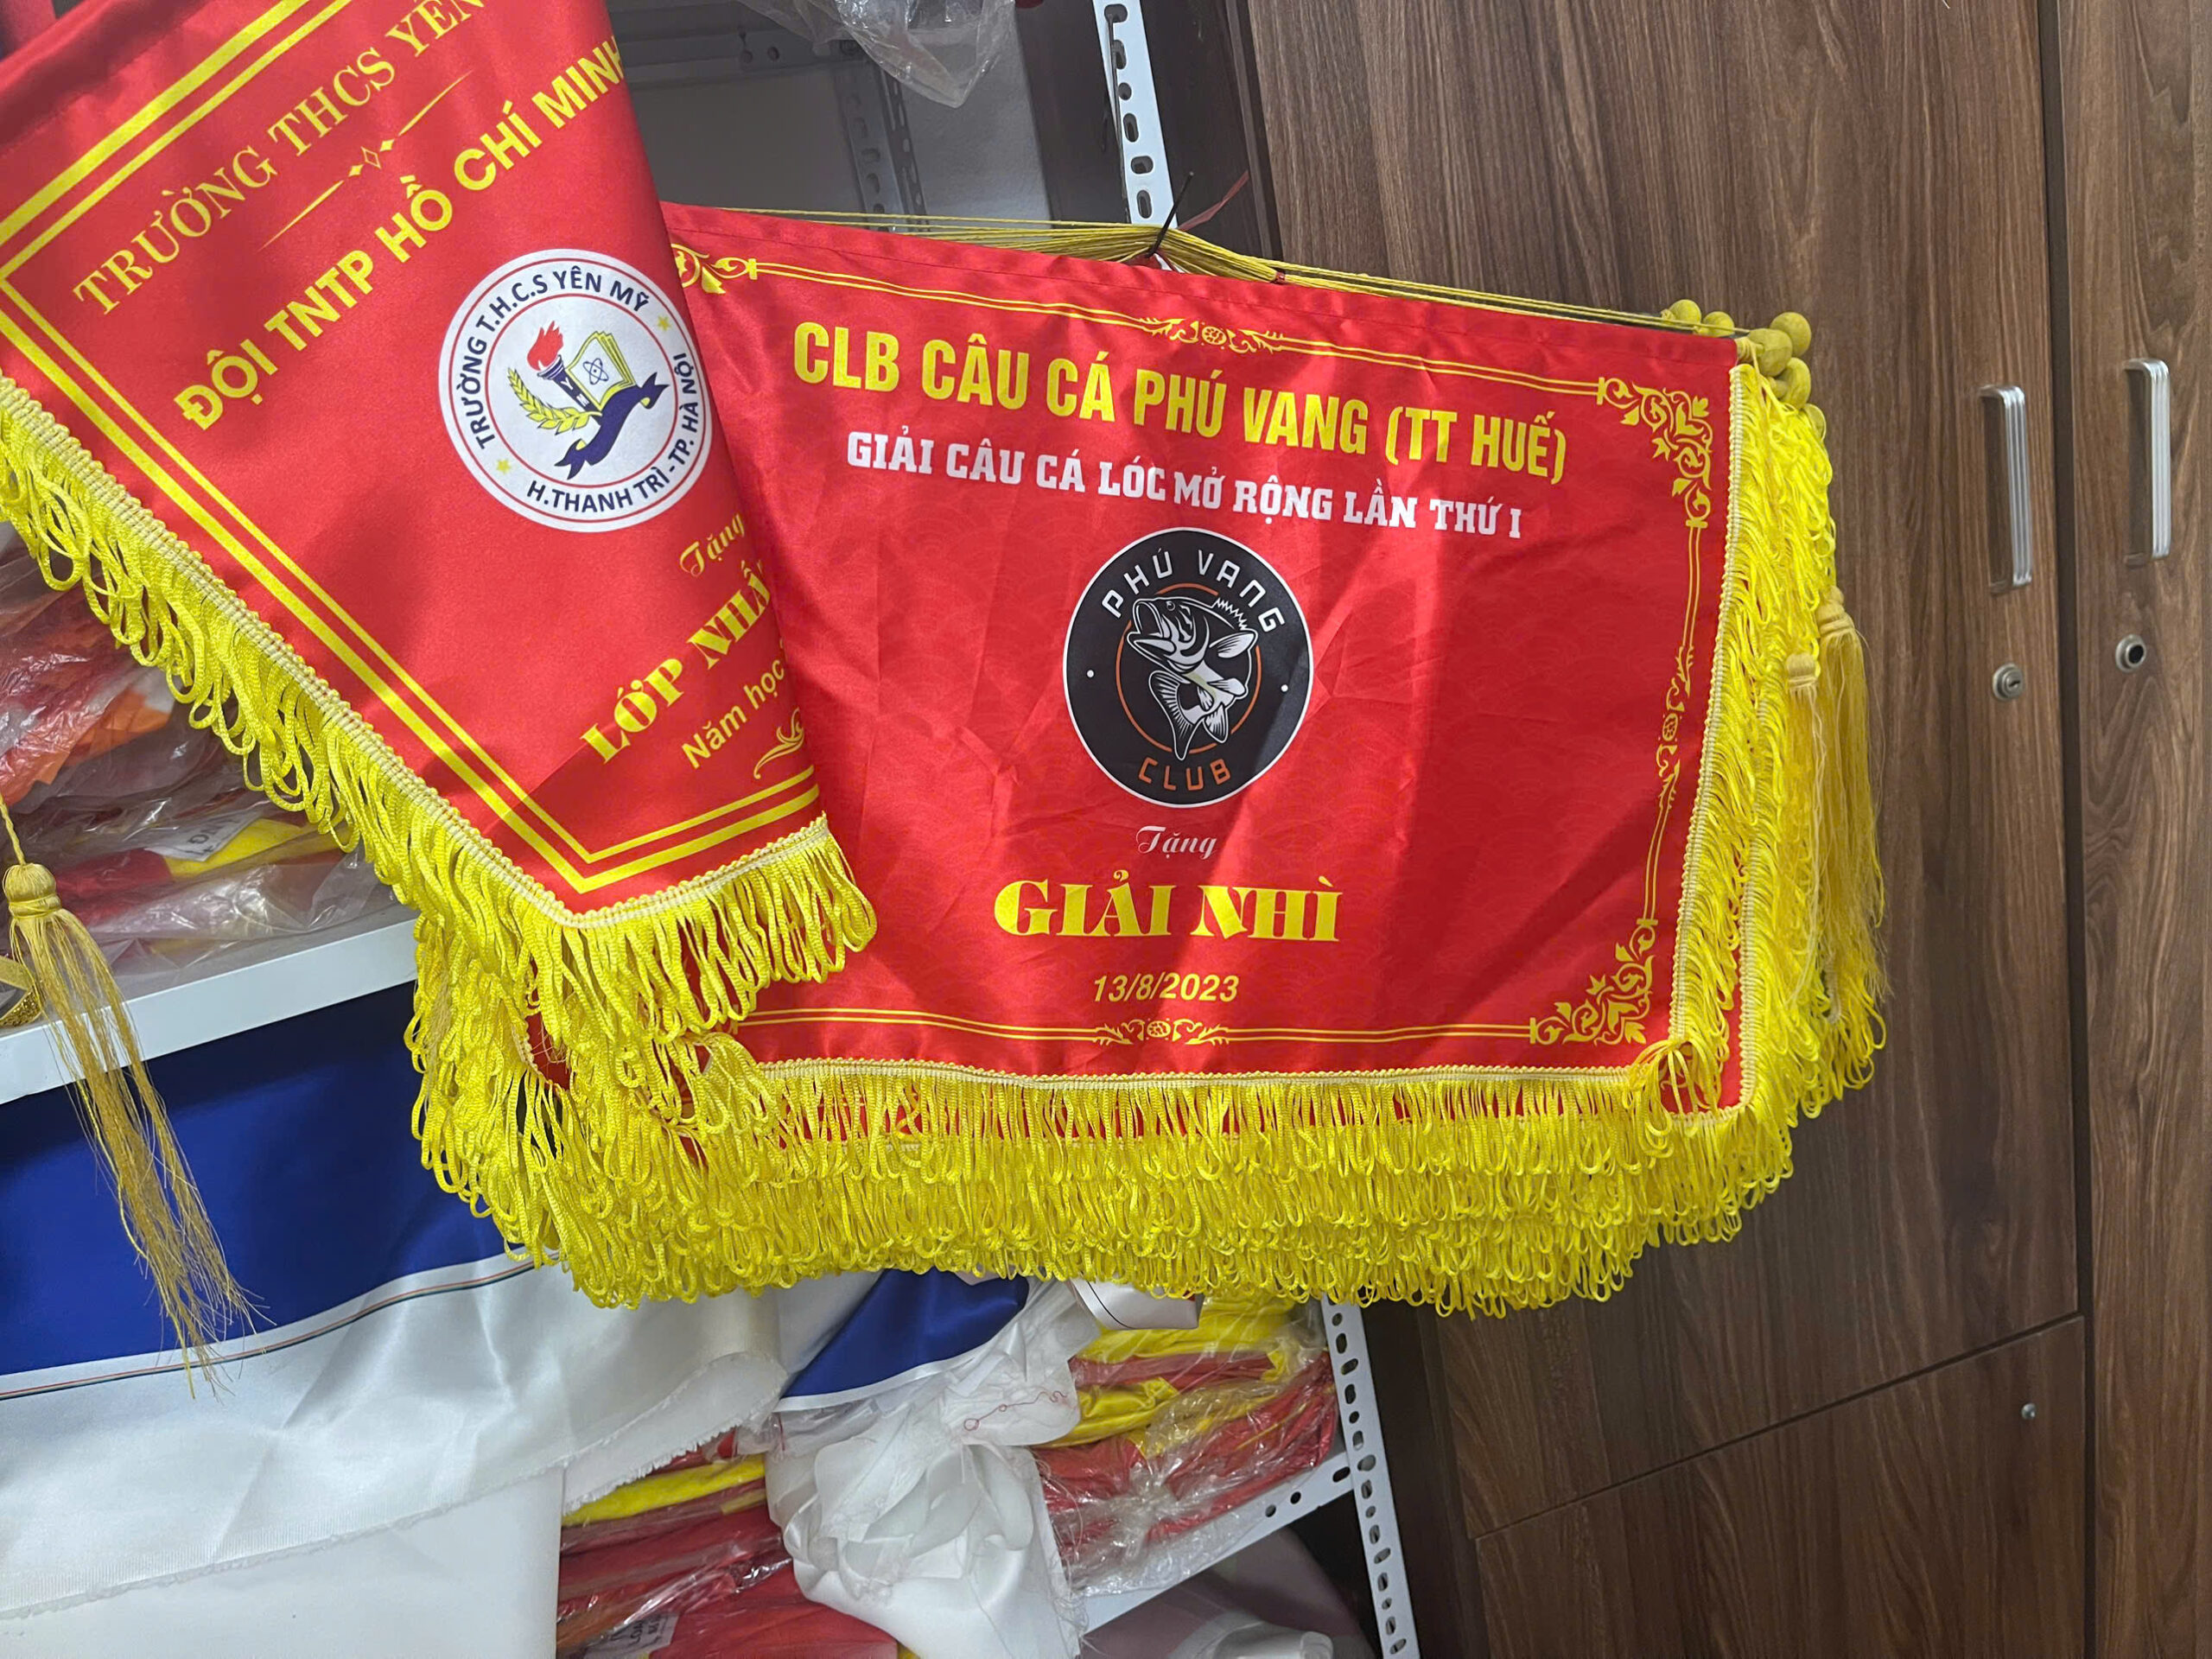 TRƯỜNG THCS YÊN
ĐỘI TNTP HỒ CHÍ MINH
TRƯỜNG T.H.C.S YÊN MỸ
H.THANH TRÌ - TP. HÀ NỘI
Tặng
LỚP
Năm học
CLB CÂU CÁ PHÚ VANG (TT HUẾ)
GIẢI CÂU CÁ LÓC MỞ RỘNG LẦN THỨ I
PHÚ VANG
CLUB
Tặng
GIẢI NHÌ
13/8/2023